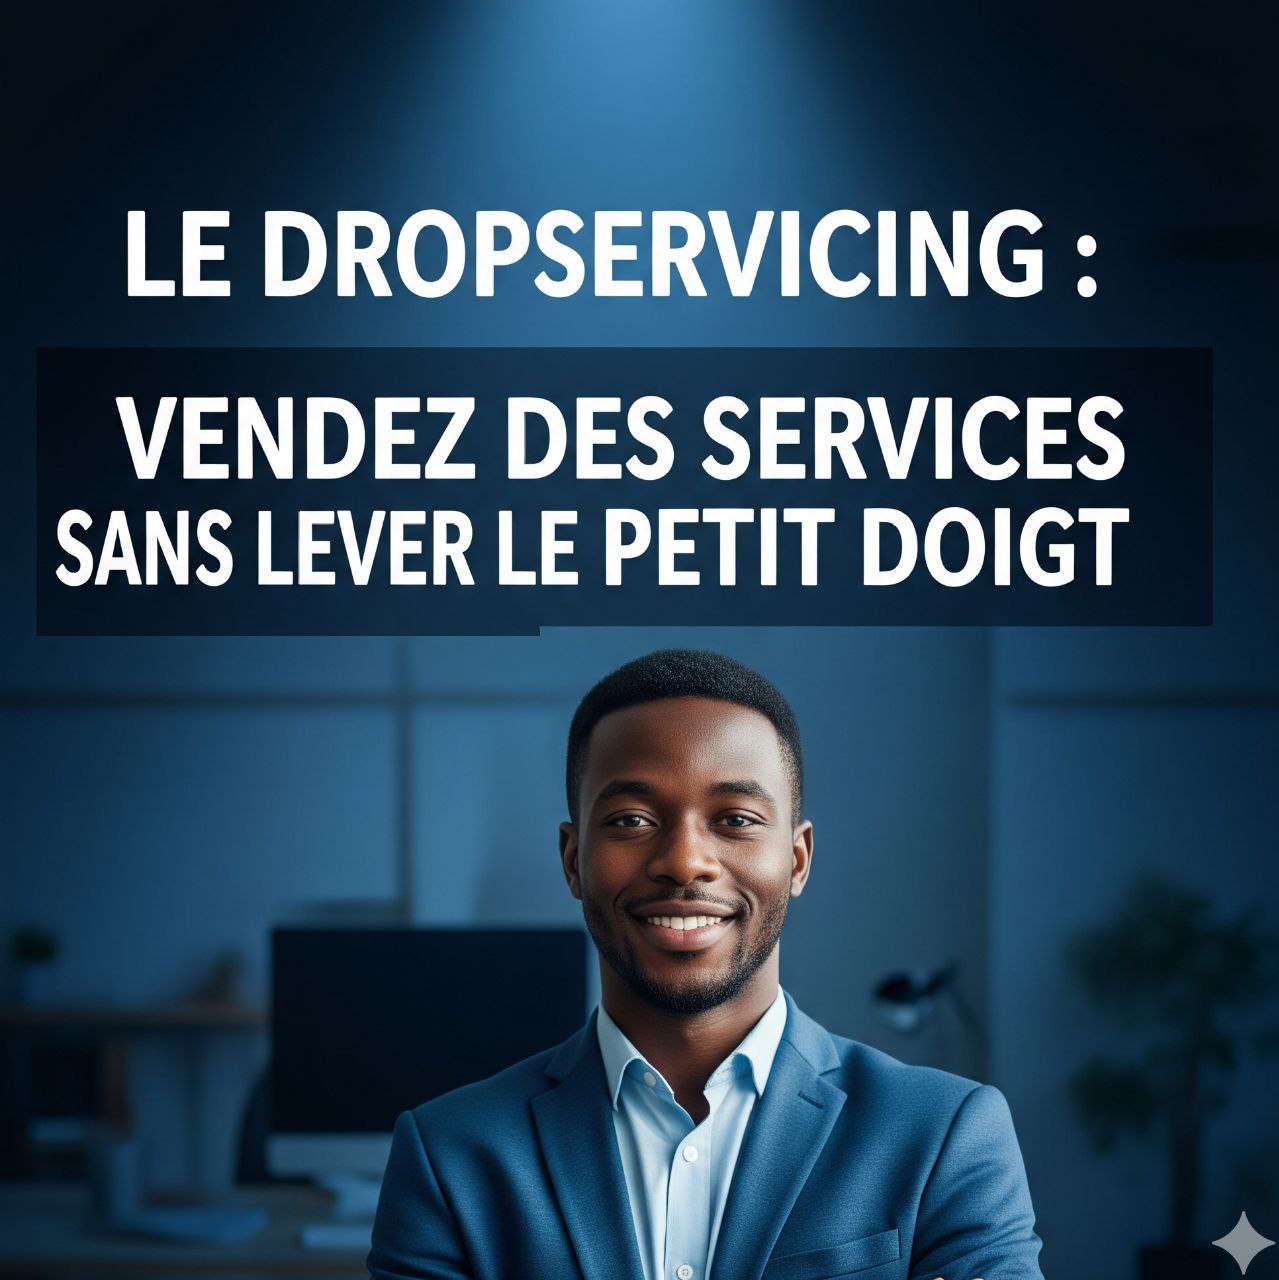 LE DROPSERVICING :
VENDEZ DES SERVICES
SANS LEVER LE PETIT DOIGT